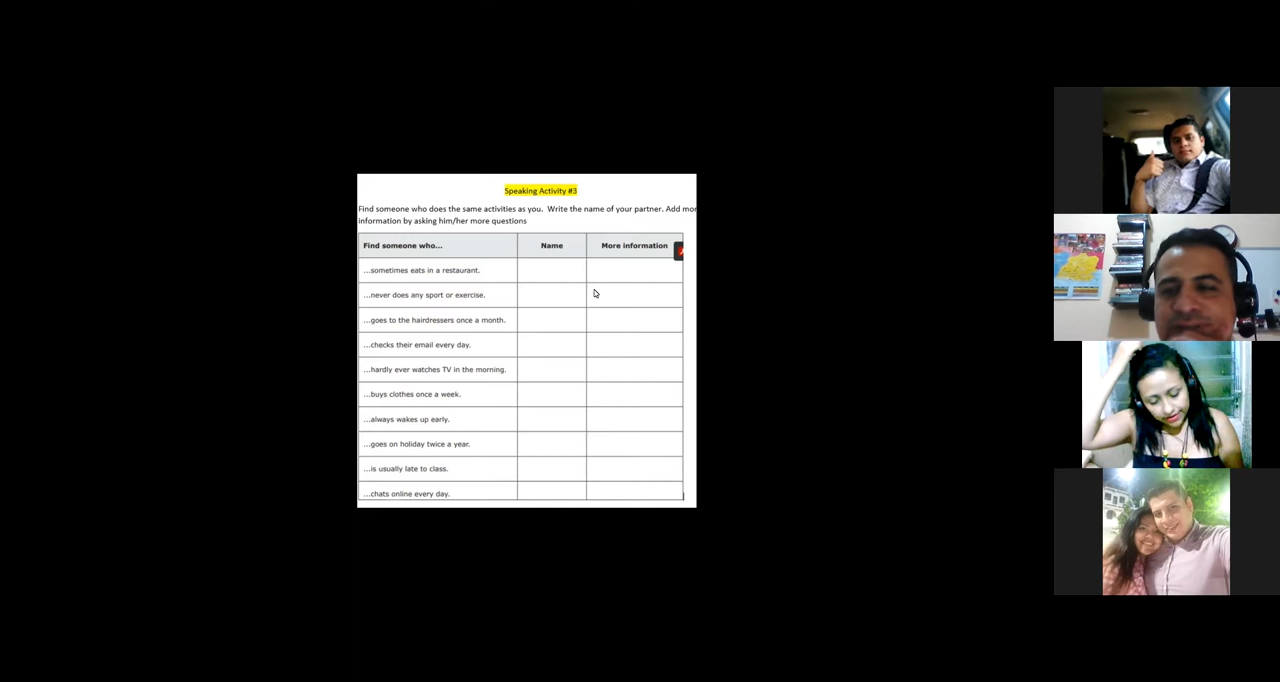 Speaking Activity #3
Find someone who does the same activities as you. Write the name of your partner. Add mor
information by asking him/her more questions
Find someone who... Name More information
...sometimes eats in a restaurant.
...never does any sport or exercise.
...goes to the hairdressers once a month.
...checks their email every day.
...hardly ever watches TV in the morning.
...buys clothes once a week.
...always wakes up early.
...goes on holiday twice a year.
...is usually late to class.
...chats online every day.